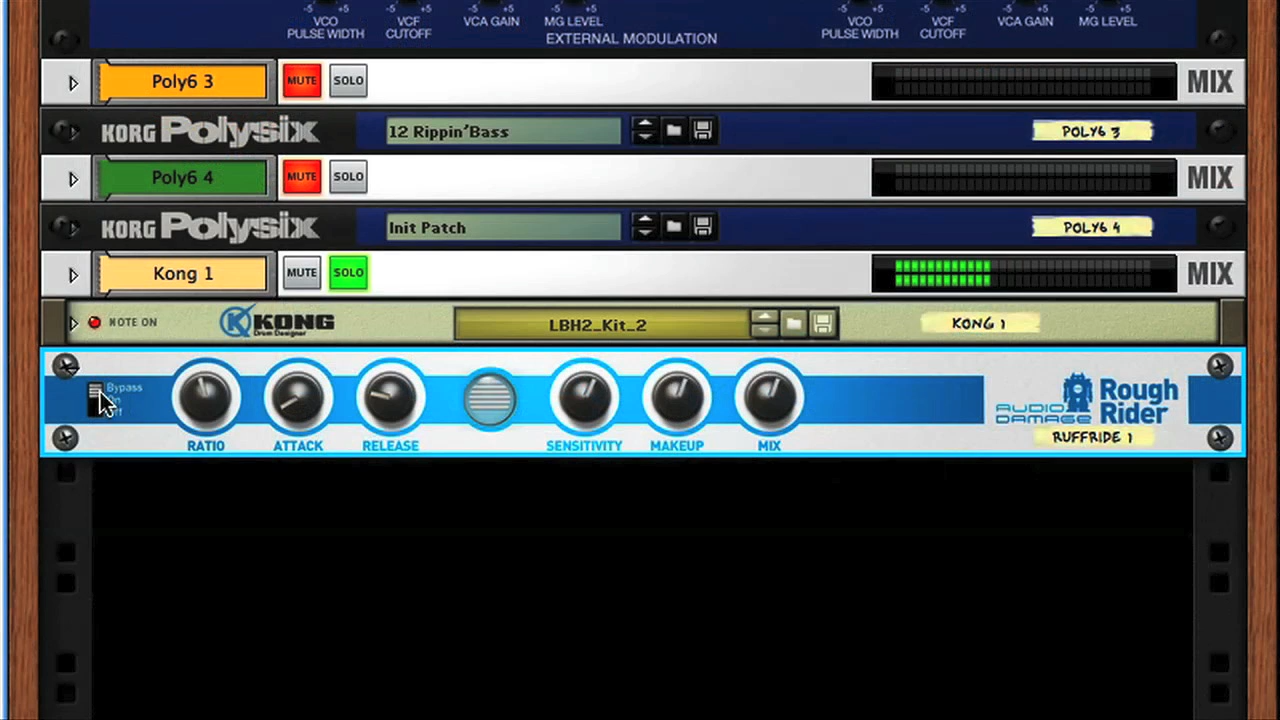 -5 +5 -5 +5 -5 +5 -5 +5 -5 +5 -5 +5 -5 +5 -5 +5
VCO PULSE WIDTH VCF CUTOFF VCA GAIN MG LEVEL VCO PULSE WIDTH VCF CUTOFF VCA GAIN MG LEVEL
EXTERNAL MODULATION
Poly6 3 MUTE SOLO MIX
KORG Polysix 12 Rippin'Bass POLY6 3
Poly6 4 MUTE SOLO MIX
KORG Polysix Init Patch POLY6 4
Kong 1 MUTE SOLO MIX
NOTE ON K KONG Drum Designer LBH2_Kit_2 KONG 1
Bypass
On
Off
RATIO ATTACK RELEASE SENSITIVITY MAKEUP MIX
AUDIO DAMAGE Rough Rider
RUFFRIDE 1